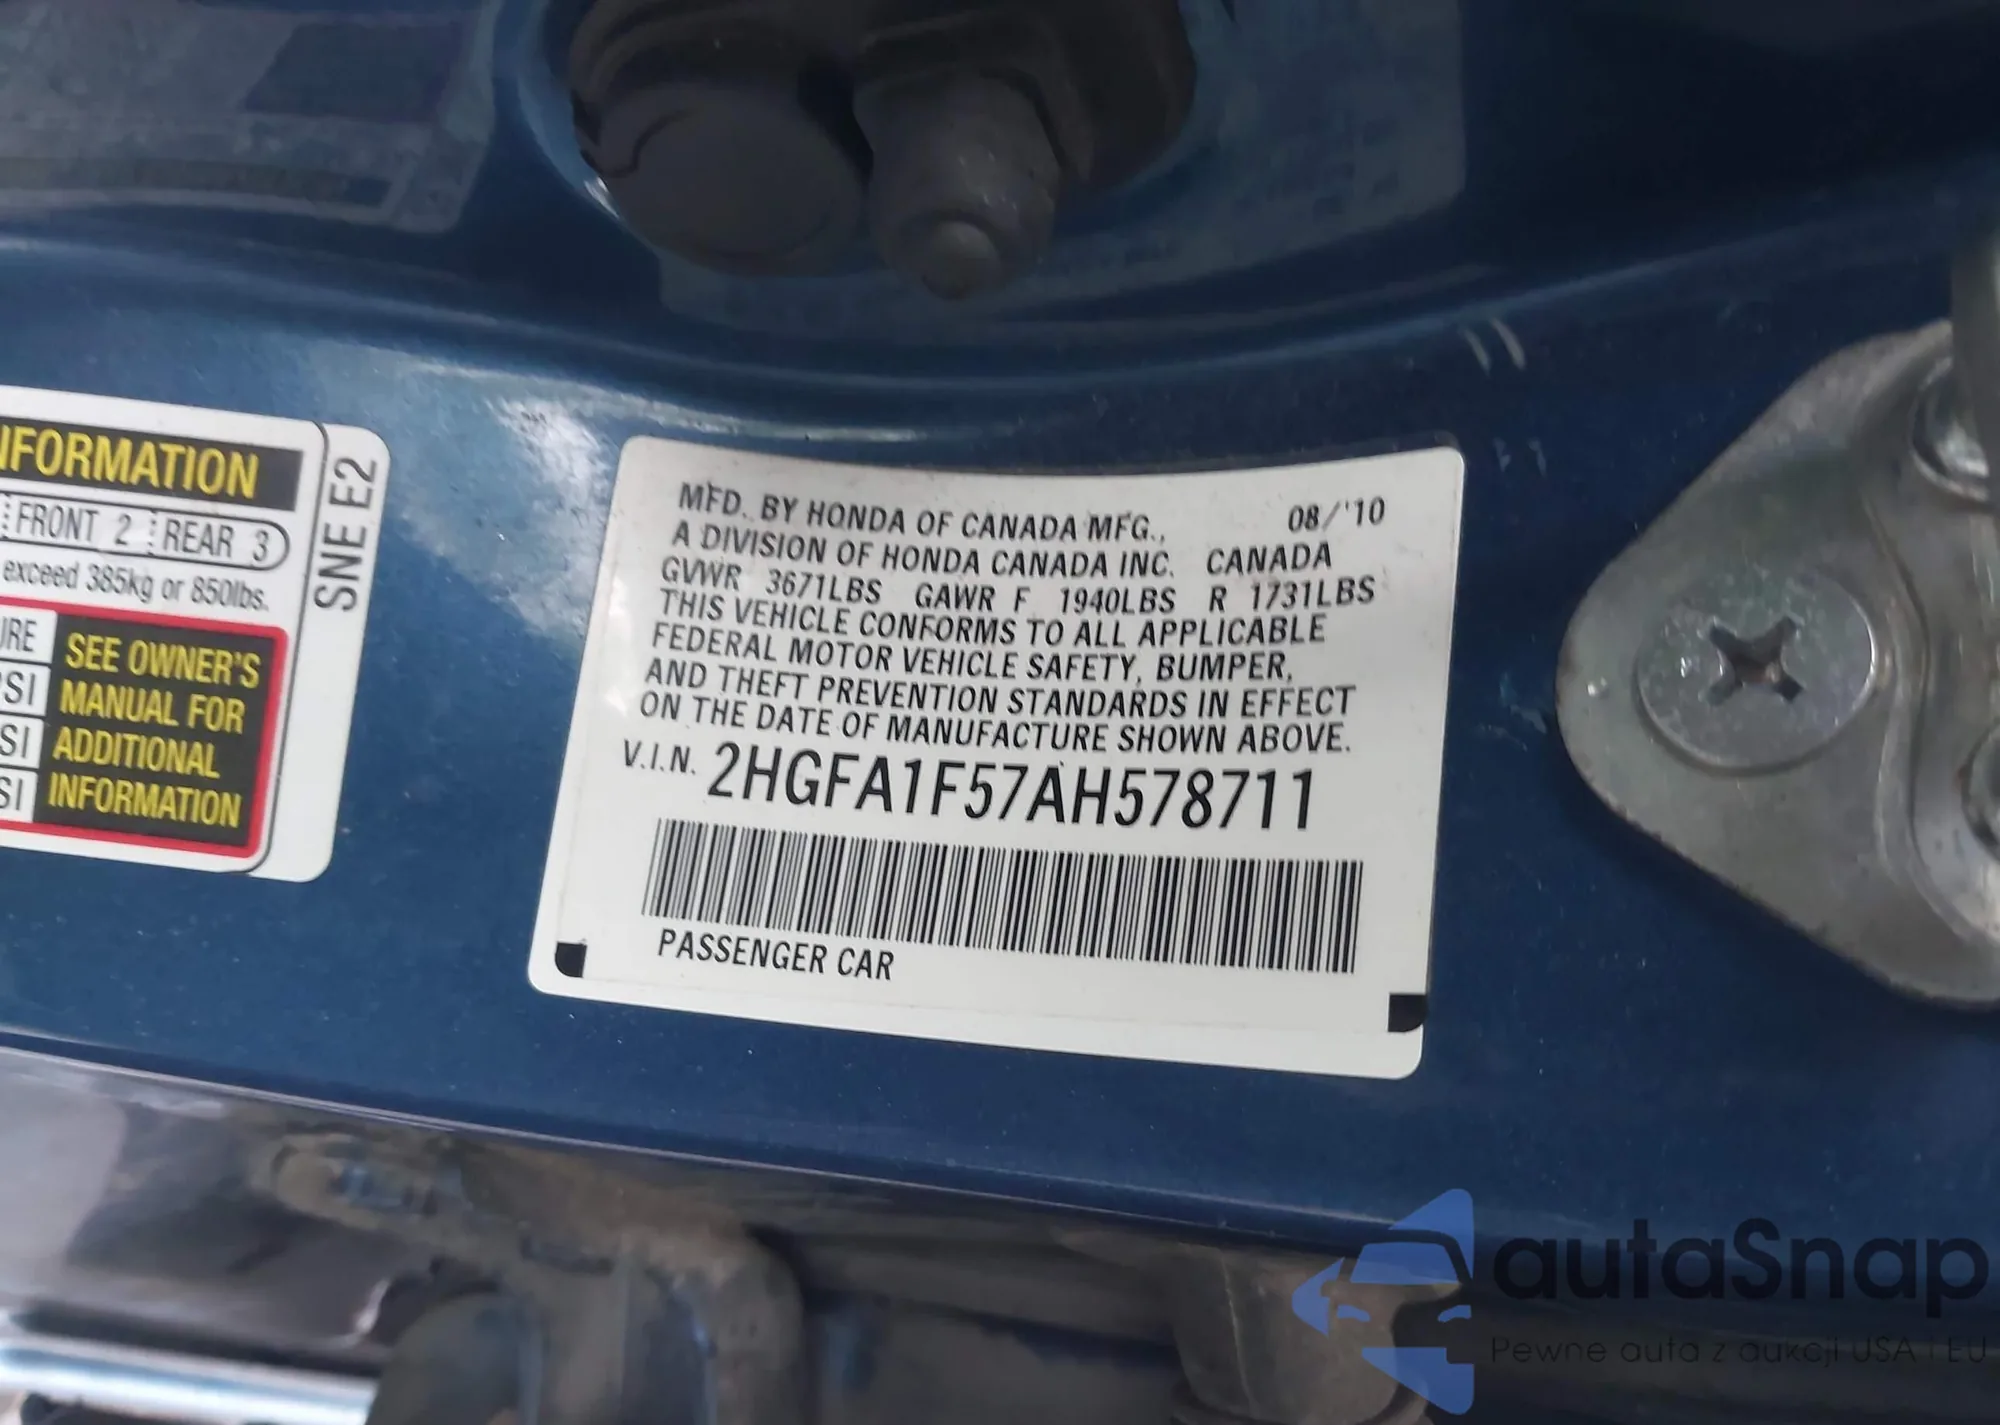 NFORMATION
FRONT 2 REAR 3
exceed 385kg or 850lbs.
URE
SEE OWNER'S
MANUAL FOR
ADDITIONAL
INFORMATION
PSI
SI
SI
SNE E2
MFD. BY HONDA OF CANADA MFG., 08/'10
A DIVISION OF HONDA CANADA INC. CANADA
GVWR 3671LBS GAWR F 1940LBS R 1731LBS
THIS VEHICLE CONFORMS TO ALL APPLICABLE
FEDERAL MOTOR VEHICLE SAFETY, BUMPER,
AND THEFT PREVENTION STANDARDS IN EFFECT
ON THE DATE OF MANUFACTURE SHOWN ABOVE.
V.I.N. 2HGFA1F57AH578711
PASSENGER CAR
autaSnap
Pewne auta z aukcji USA i EU